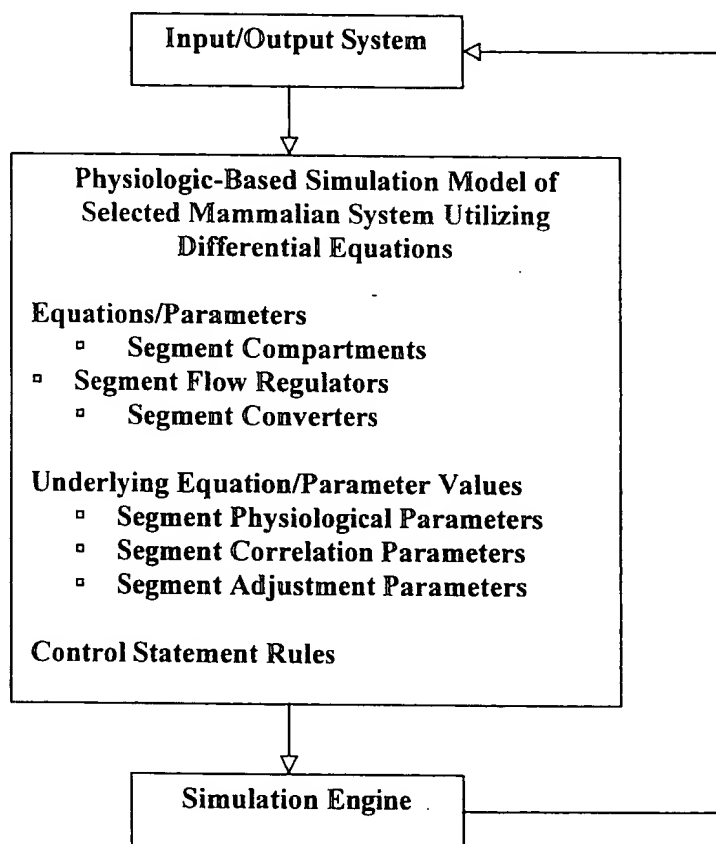 Input/Output System
Physiologic-Based Simulation Model of
Selected Mammalian System Utilizing
Differential Equations
Equations/Parameters
▫ Segment Compartments
▫ Segment Flow Regulators
▫ Segment Converters
Underlying Equation/Parameter Values
▫ Segment Physiological Parameters
▫ Segment Correlation Parameters
▫ Segment Adjustment Parameters
Control Statement Rules
Simulation Engine